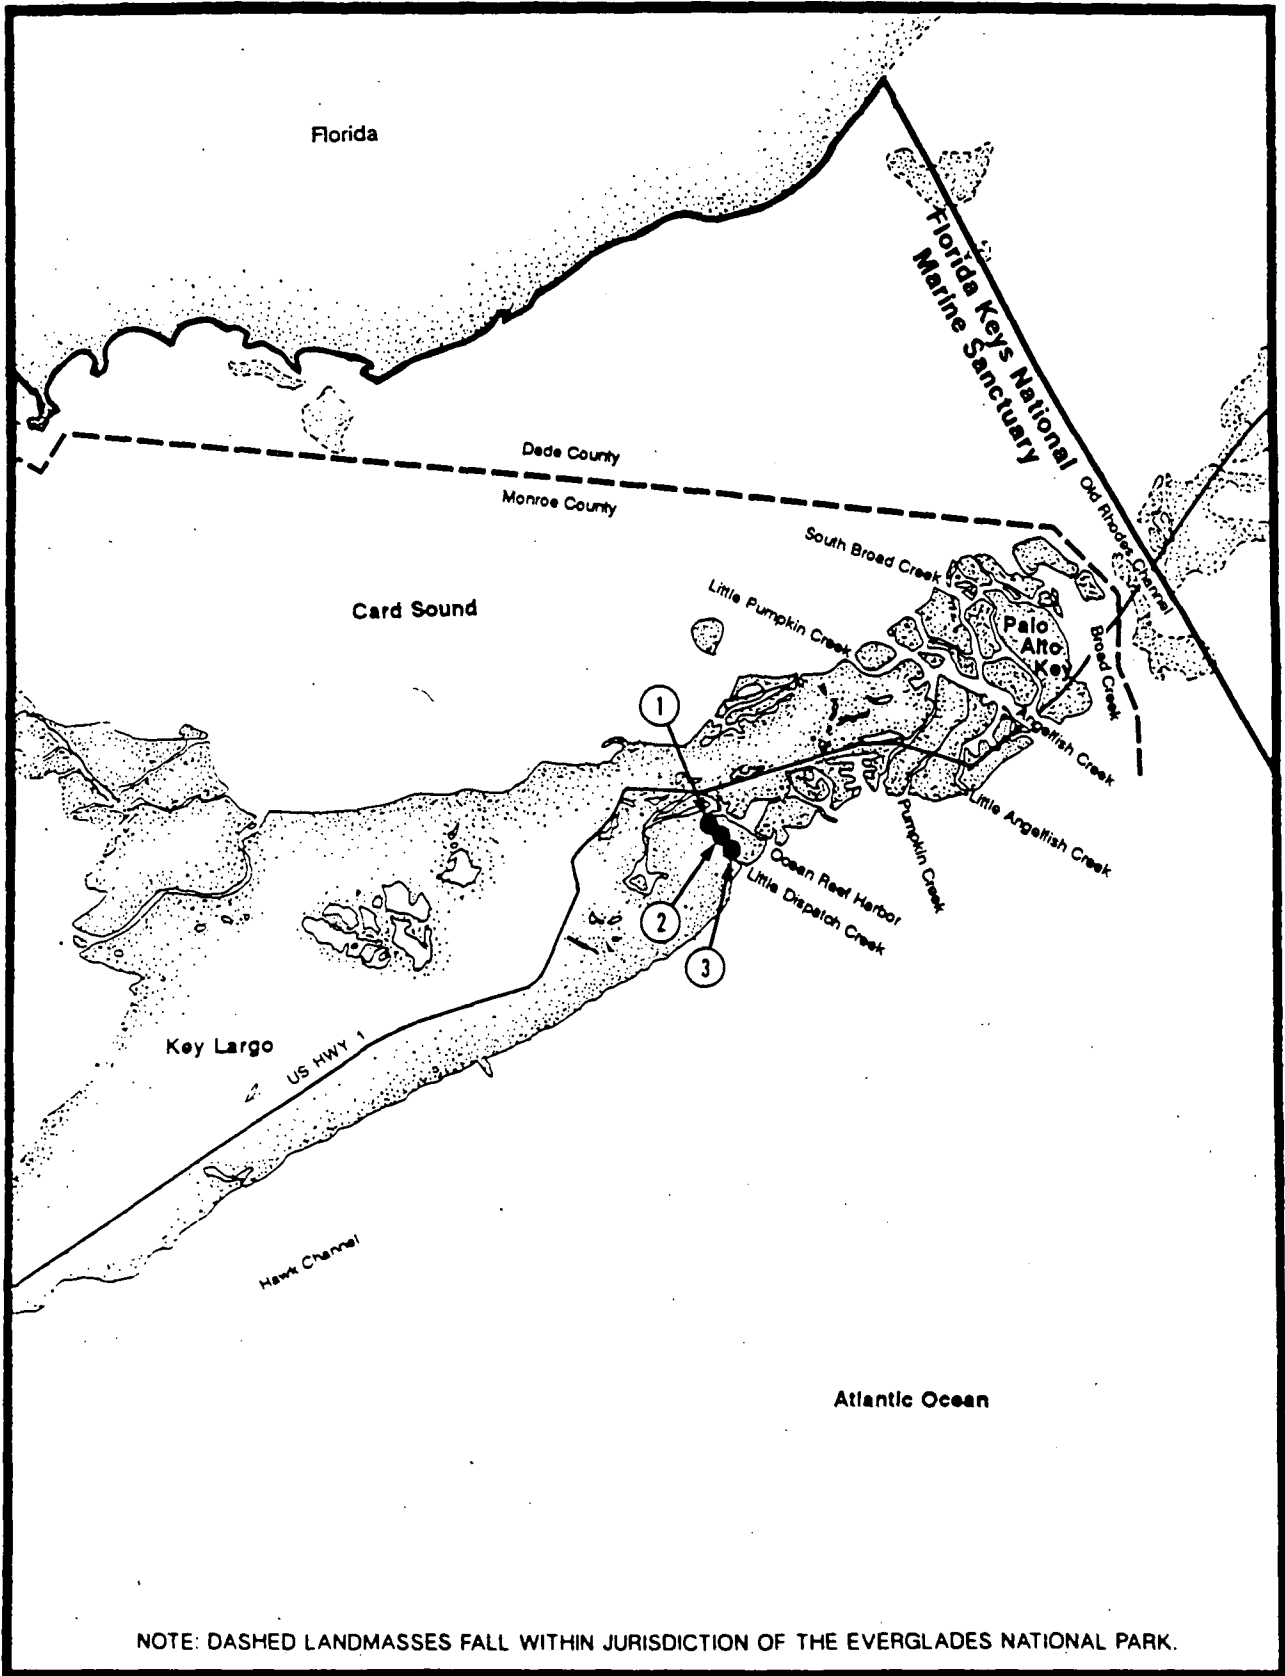 Florida
Florida Keys National
Marine Sanctuary
Dade County
Monroe County
Old Rhodes Channel
South Broad Creek
Little Pumpkin Creek
Card Sound
Palo
Alto
Key
Broad Creek
1
Angelfish Creek
Little Angelfish Creek
Pumpkin Creek
Ocean Reef Harbor
Little Dispatch Creek
2
3
Key Largo
US HWY 1
Hawk Channel
Atlantic Ocean
NOTE: DASHED LANDMASSES FALL WITHIN JURISDICTION OF THE EVERGLADES NATIONAL PARK.